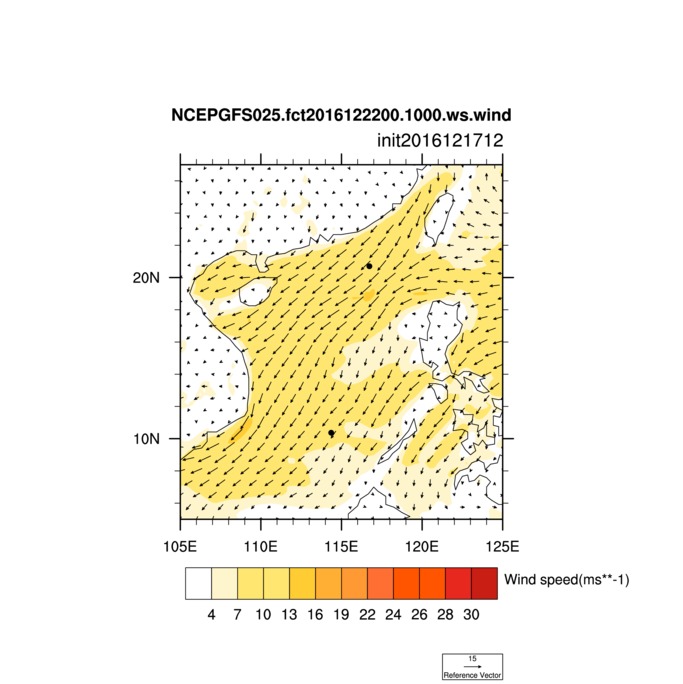 NCEPGFS025.fct2016122200.1000.ws.wind
init2016121712
20N
10N
105E 110E 115E 120E 125E
Wind speed(ms**-1)
4 7 10 13 16 19 22 24 26 28 30
15
Reference Vector